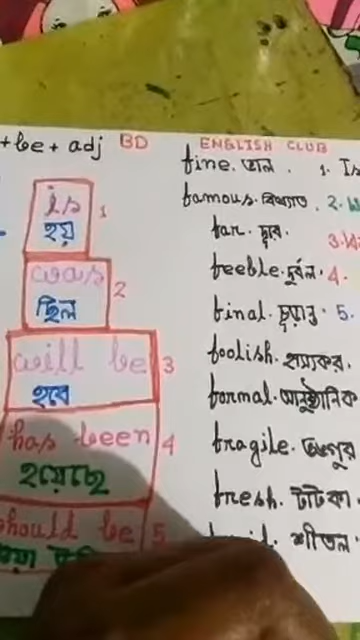 +be+ adj BD
ENGLISH CLUB
is 1
হয়
was 2
ছিল
will be 3
হবে
has been 4
হয়েছে
should be 5
fine. ভাল. 1. Is
famous. বিখ্যাত. 2.
far. দূর. 3.
feeble. দুর্বল. 4.
final. চূড়ান্ত. 5.
foolish. হাস্যকর.
formal. আনুষ্ঠানিক
fragile. ভঙ্গুর
fresh. টাটকা.
শীতল.